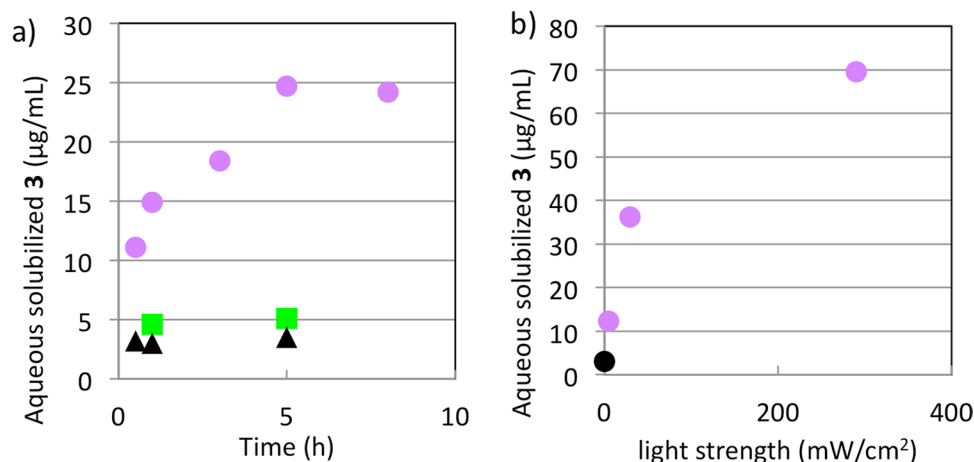 a)
Aqueous solubilized 3 (µg/mL)
30
25
20
15
10
5
0
0 5 10
Time (h)
b)
Aqueous solubilized 3 (µg/mL)
80
70
60
50
40
30
20
10
0
0 200 400
light strength (mW/cm²)